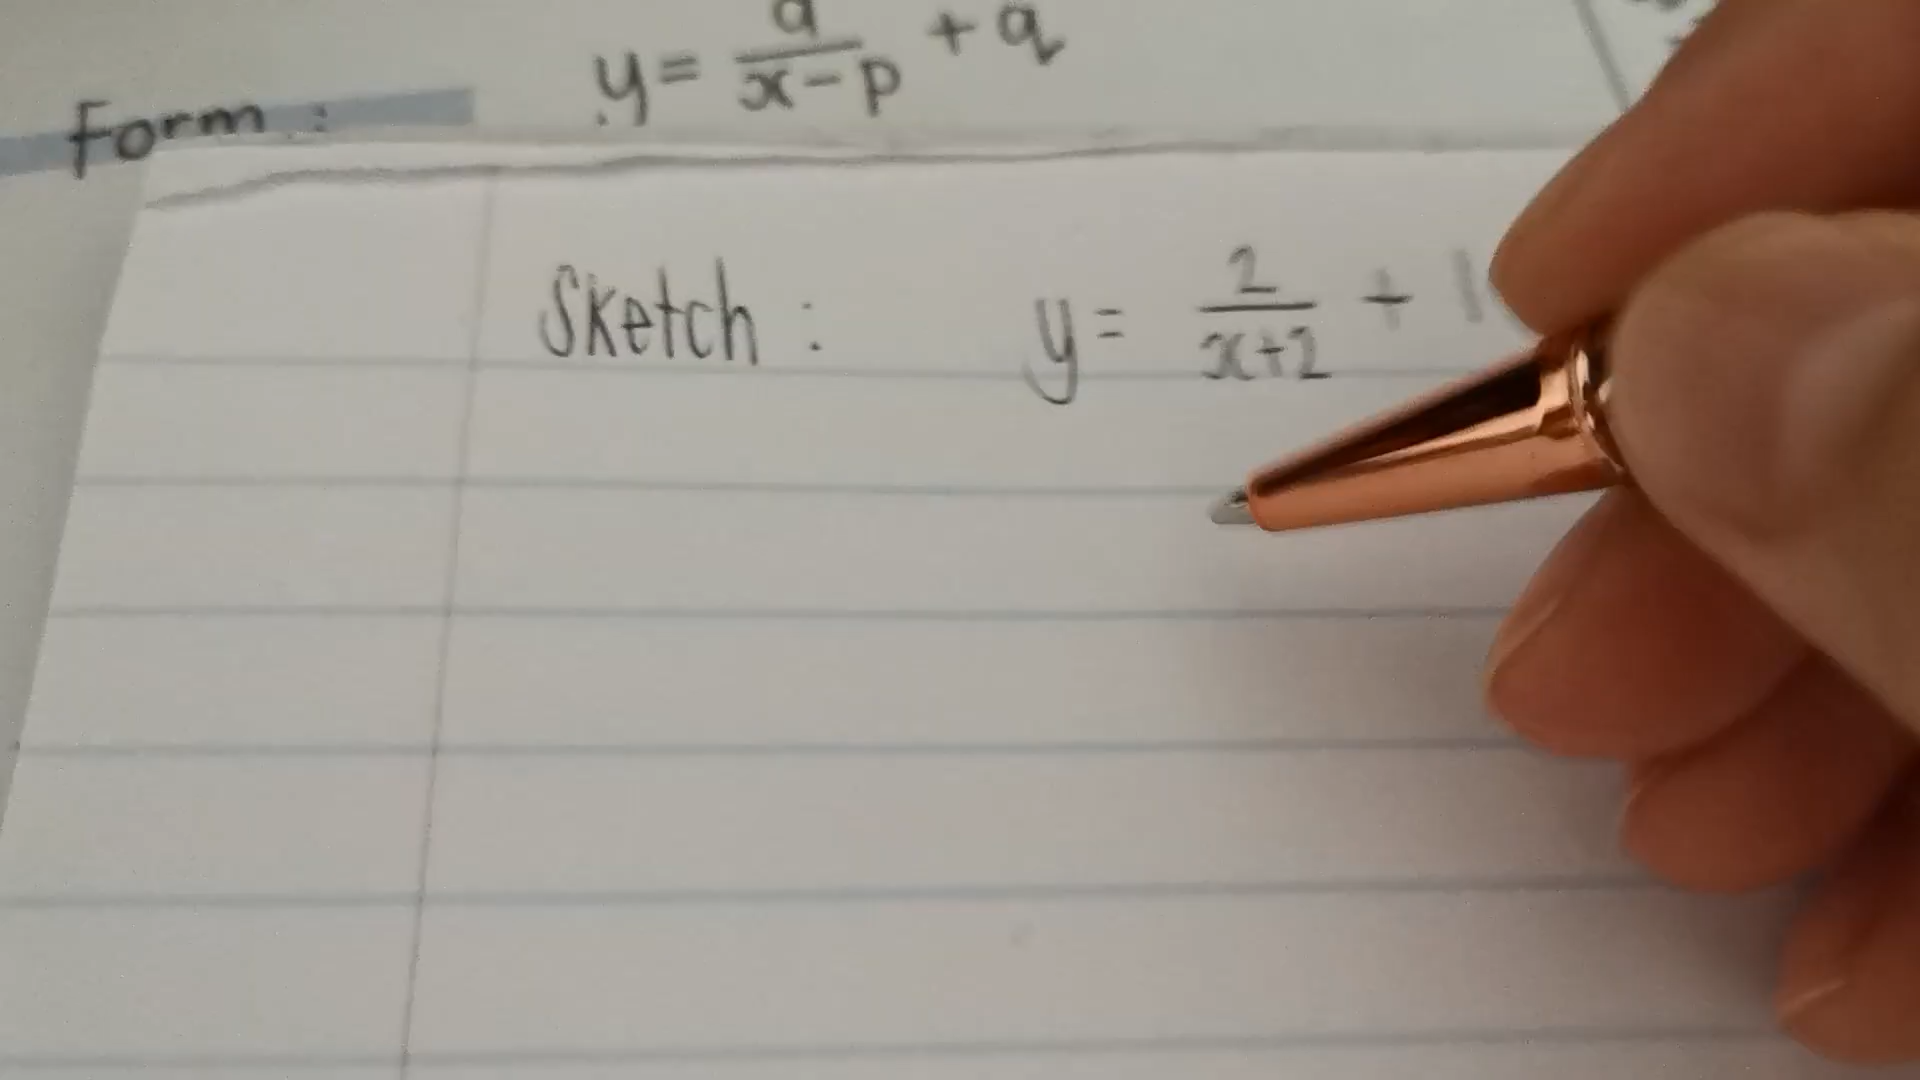 y = a/(x-p) + q
Form :
Sketch : y = 2/(x+2) + 1